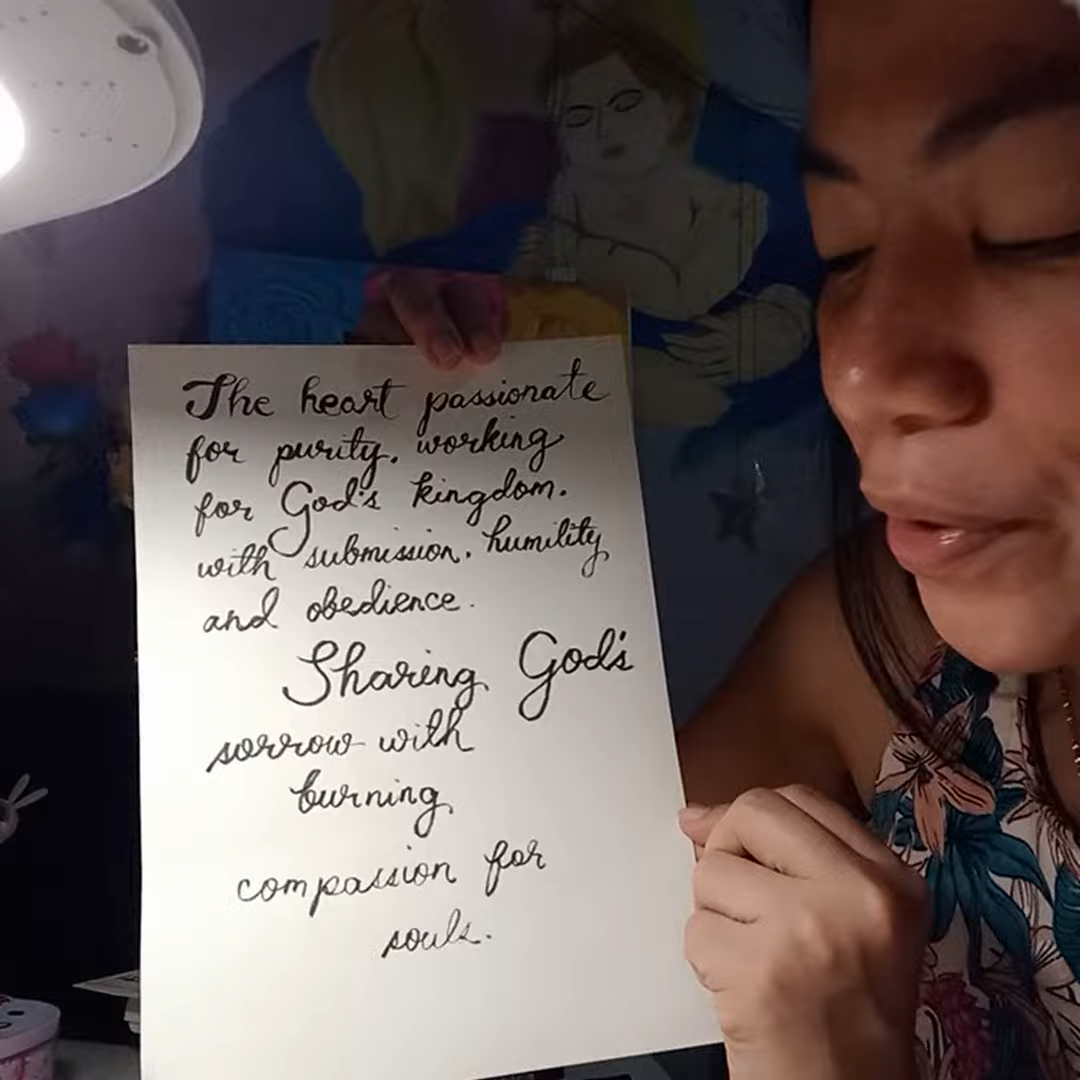 The heart passionate
for purity. working
for God's kingdom.
with submission. humility
and obedience.
Sharing God's
sorrow with
burning
compassion for
souls.